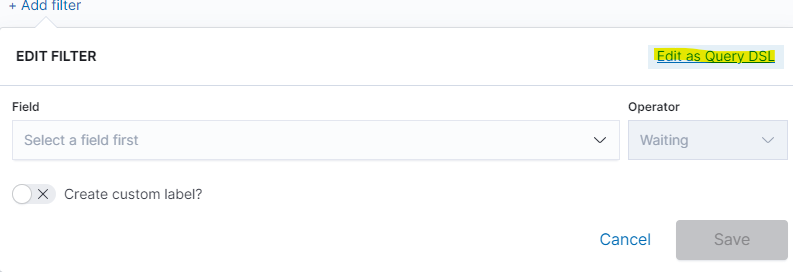 + Add filter
EDIT FILTER
Edit as Query DSL
Field
Operator
Select a field first
Waiting
Create custom label?
Cancel
Save